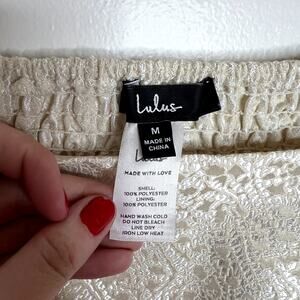 Lulus
M
MADE IN
CHINA
MADE WITH LOVE
SHELL:
100% POLYESTER
LINING:
100% POLYESTER
HAND WASH COLD
DO NOT BLEACH
LINE DRY
IRON LOW HEAT